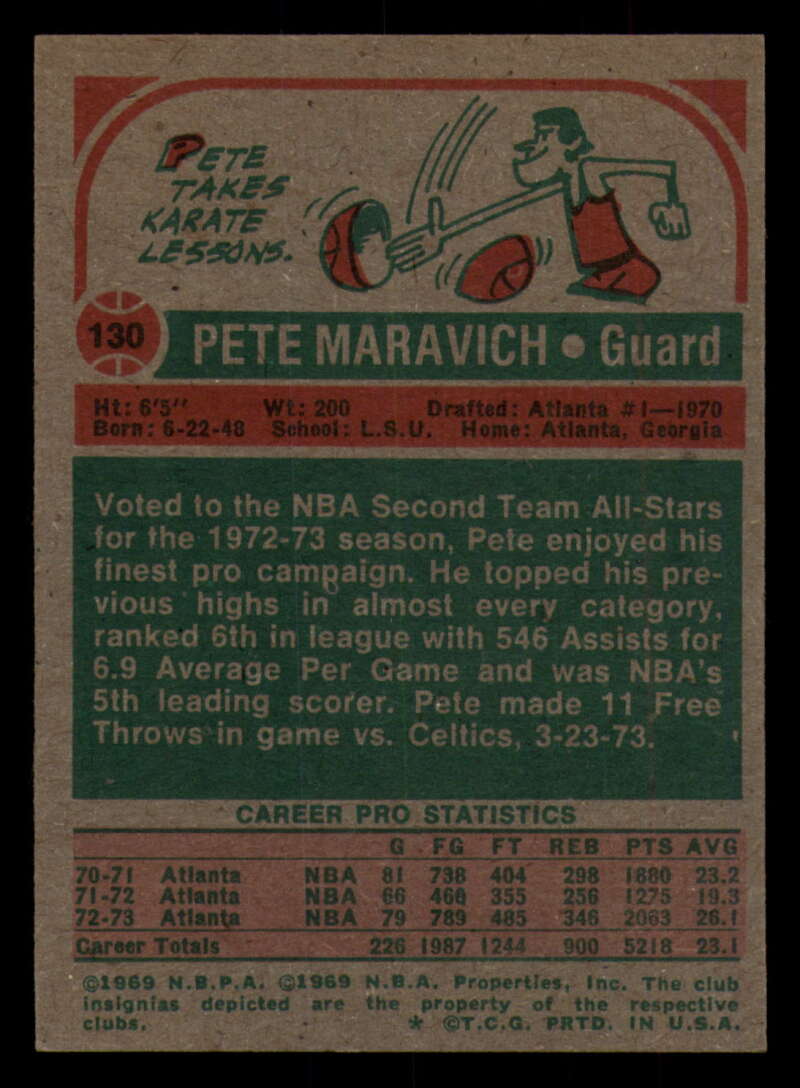 PETE
TAKES
KARATE
LESSONS.
130
PETE MARAVICH • Guard
Ht: 6'5" Wt: 200 Drafted: Atlanta #1—1970
Born: 6-22-48 School: L.S.U. Home: Atlanta, Georgia
Voted to the NBA Second Team All-Stars
for the 1972-73 season, Pete enjoyed his
finest pro campaign. He topped his pre-
vious highs in almost every category,
ranked 6th in league with 546 Assists for
6.9 Average Per Game and was NBA's
5th leading scorer. Pete made 11 Free
Throws in game vs. Celtics, 3-23-73.
CAREER PRO STATISTICS
G FG FT REB PTS AVG
70-71 Atlanta NBA 81 738 404 298 1880 23.2
71-72 Atlanta NBA 66 460 355 256 1275 19.3
72-73 Atlanta NBA 79 789 485 346 2063 26.1
Career Totals 226 1987 1244 900 5218 23.1
©1969 N.B.P.A. ©1969 N.B.A. Properties, Inc. The club
insignias depicted are the property of the respective
clubs. * ©T.C.G. PRTD. IN U.S.A.